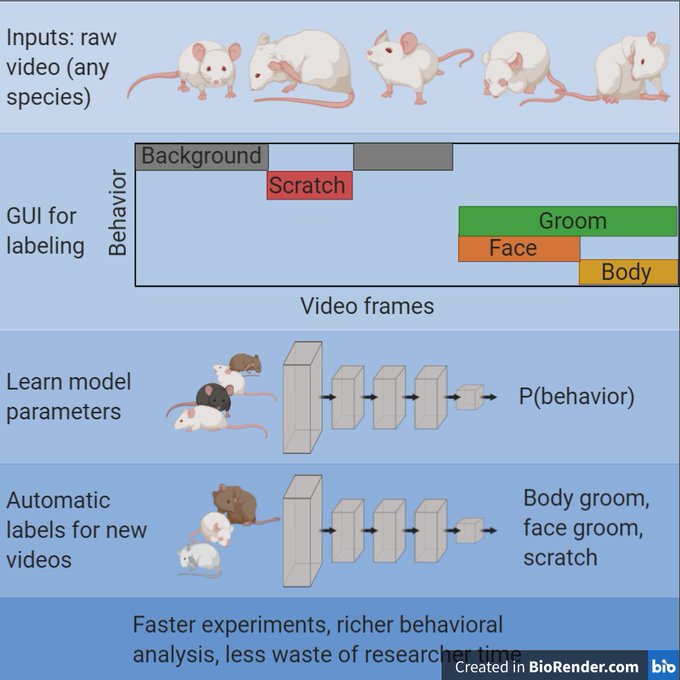 Inputs: raw
video (any
species)
Background
Scratch
Behavior
GUI for
labeling
Groom
Face
Body
Video frames
Learn model
parameters
P(behavior)
Automatic
labels for new
videos
Body groom,
face groom,
scratch
Faster experiments, richer behavioral
analysis, less waste of researcher time
Created in BioRender.com bio